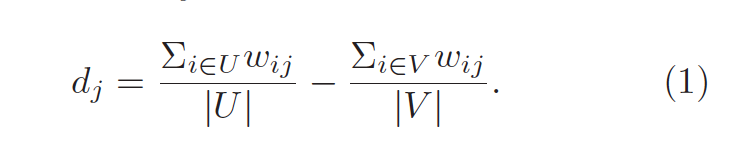 d_j = \frac{\Sigma_{i \in U} w_{ij}}{|U|} - \frac{\Sigma_{i \in V} w_{ij}}{|V|}. (1)